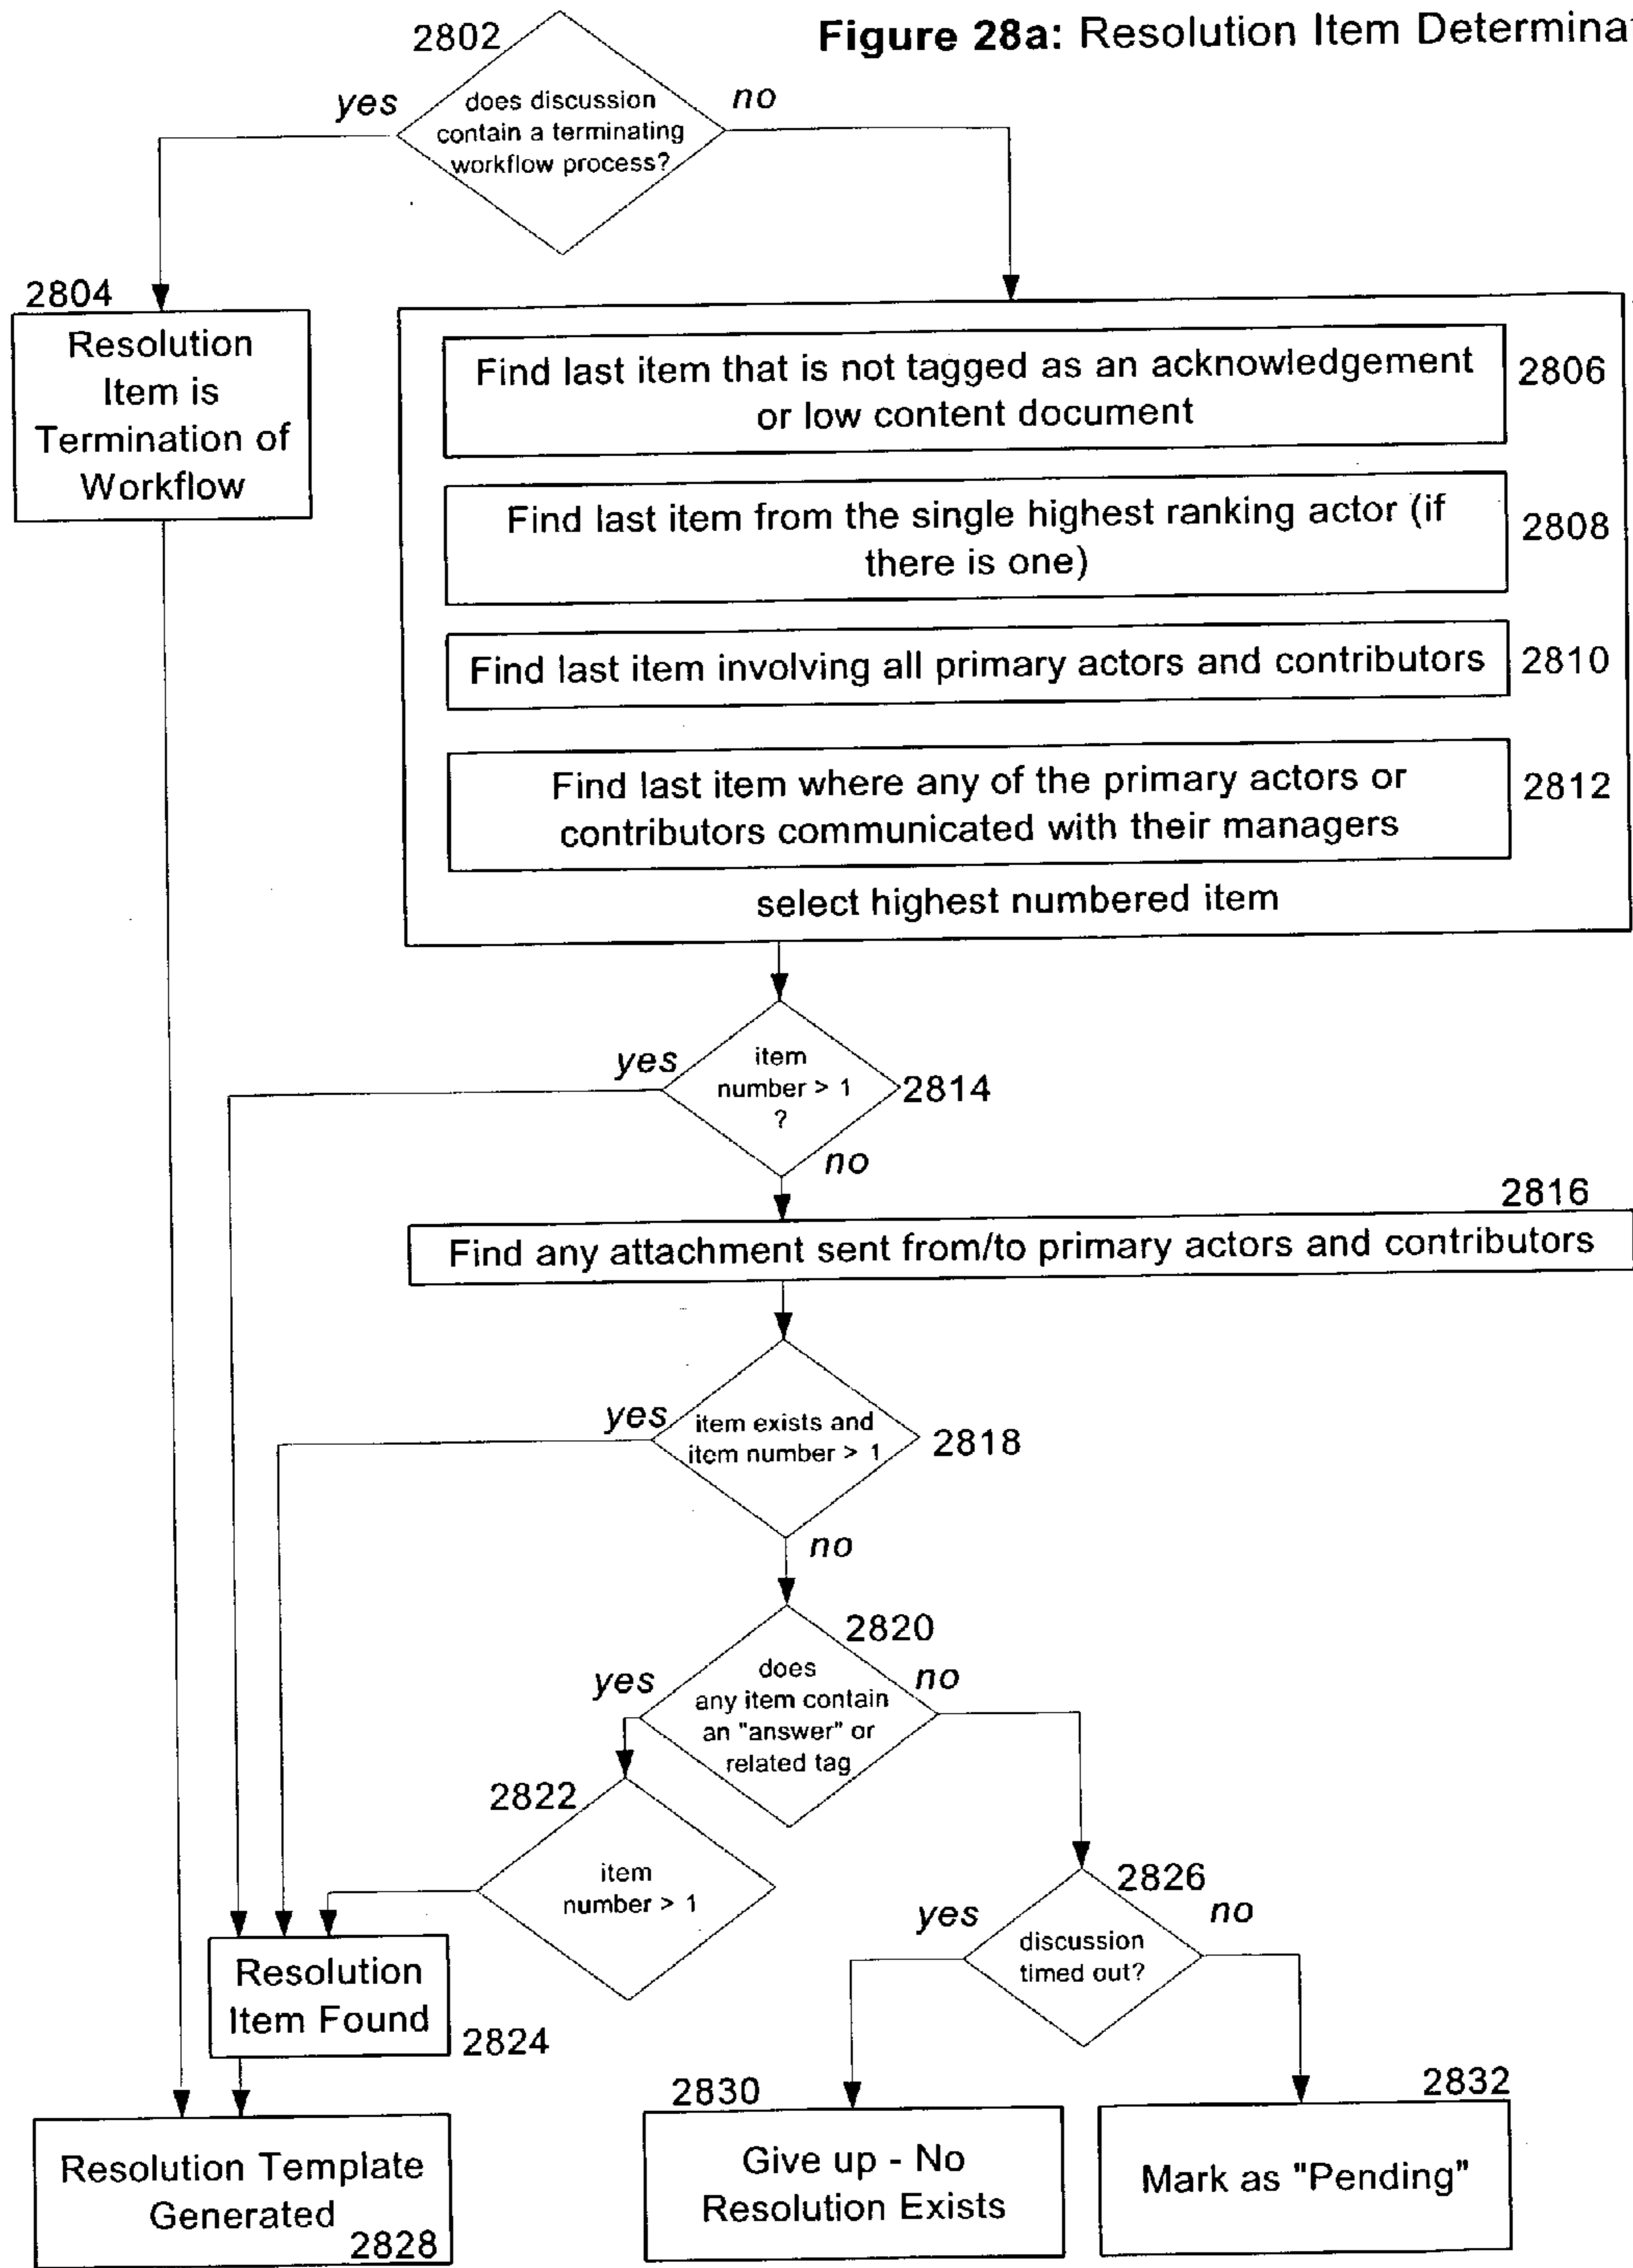 Figure 28a: Resolution Item Determinat
2802
yes
no
does discussion
contain a terminating
workflow process?
2804
Resolution
Item is
Termination of
Workflow
Find last item that is not tagged as an acknowledgement
or low content document
2806
Find last item from the single highest ranking actor (if
there is one)
2808
Find last item involving all primary actors and contributors
2810
Find last item where any of the primary actors or
contributors communicated with their managers
2812
select highest numbered item
yes
item
number > 1
?
2814
no
2816
Find any attachment sent from/to primary actors and contributors
yes
item exists and
item number > 1
2818
no
2820
yes
does
any item contain
an "answer" or
related tag
no
2822
item
number > 1
2826
yes
no
discussion
timed out?
Resolution
Item Found
2824
2830
2832
Resolution Template
Generated
2828
Give up - No
Resolution Exists
Mark as "Pending"